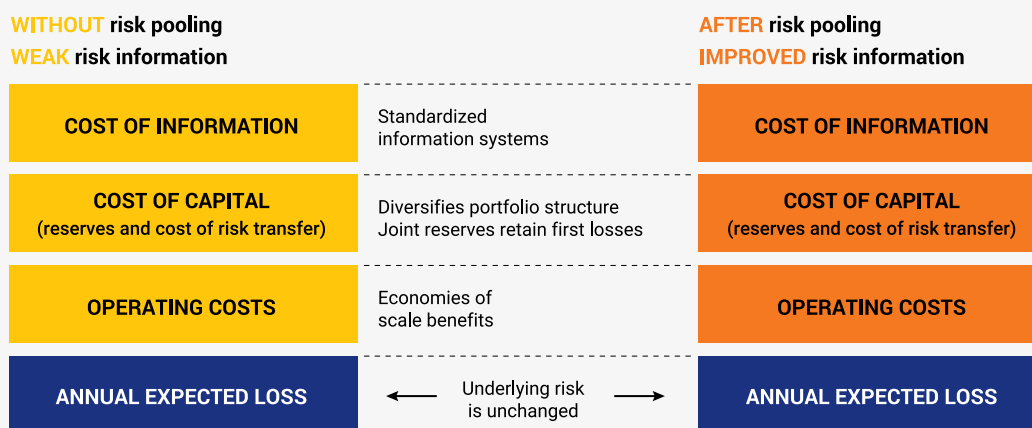 WITHOUT risk pooling
WEAK risk information
AFTER risk pooling
IMPROVED risk information
COST OF INFORMATION
Standardized
information systems
COST OF INFORMATION
COST OF CAPITAL
(reserves and cost of risk transfer)
Diversifies portfolio structure
Joint reserves retain first losses
COST OF CAPITAL
(reserves and cost of risk transfer)
OPERATING COSTS
Economies of
scale benefits
OPERATING COSTS
ANNUAL EXPECTED LOSS
Underlying risk
is unchanged
ANNUAL EXPECTED LOSS